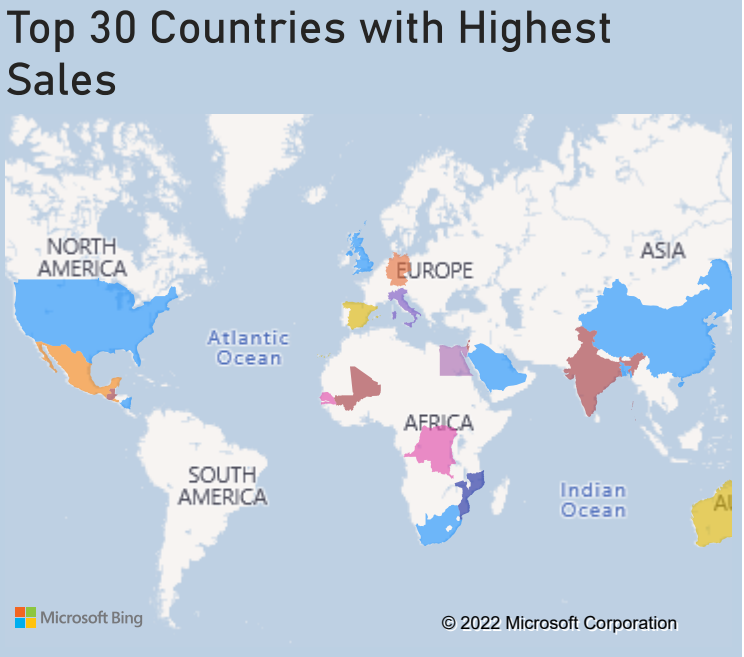 Top 30 Countries with Highest
Sales
NORTH
AMERICA
EUROPE
ASIA
Atlantic
Ocean
AFRICA
SOUTH
AMERICA
Indian
Ocean
AU
Microsoft Bing
© 2022 Microsoft Corporation